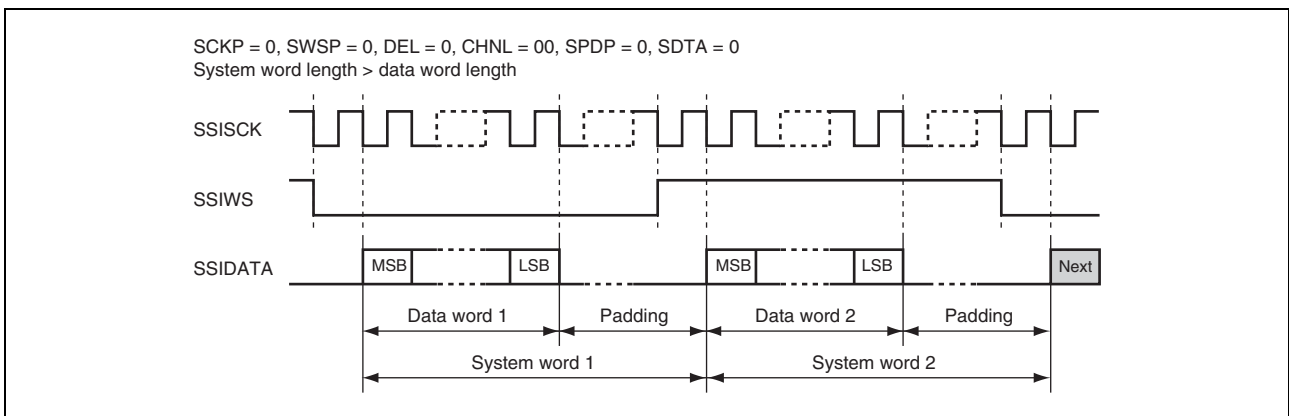 SCKP = 0, SWSP = 0, DEL = 0, CHNL = 00, SPDP = 0, SDTA = 0
System word length > data word length
SSISCK
SSIWS
SSIDATA
MSB
LSB
MSB
LSB
Next
Data word 1
Padding
Data word 2
Padding
System word 1
System word 2